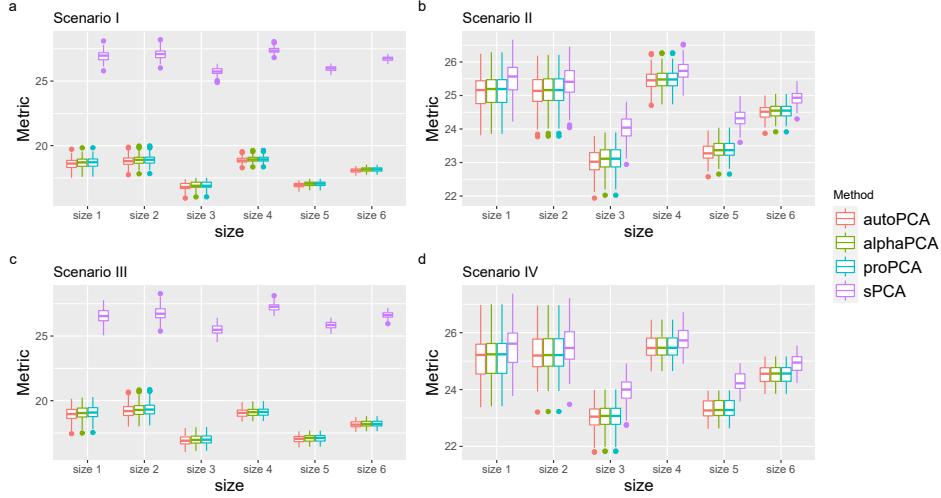 a
Scenario I
Metric
25
20
size 1 size 2 size 3 size 4 size 5 size 6
size
b
Scenario II
Metric
26
25
24
23
22
size 1 size 2 size 3 size 4 size 5 size 6
size
c
Scenario III
Metric
25
20
size 1 size 2 size 3 size 4 size 5 size 6
size
d
Scenario IV
Metric
26
24
22
size 1 size 2 size 3 size 4 size 5 size 6
size
Method
autoPCA
alphaPCA
proPCA
sPCA